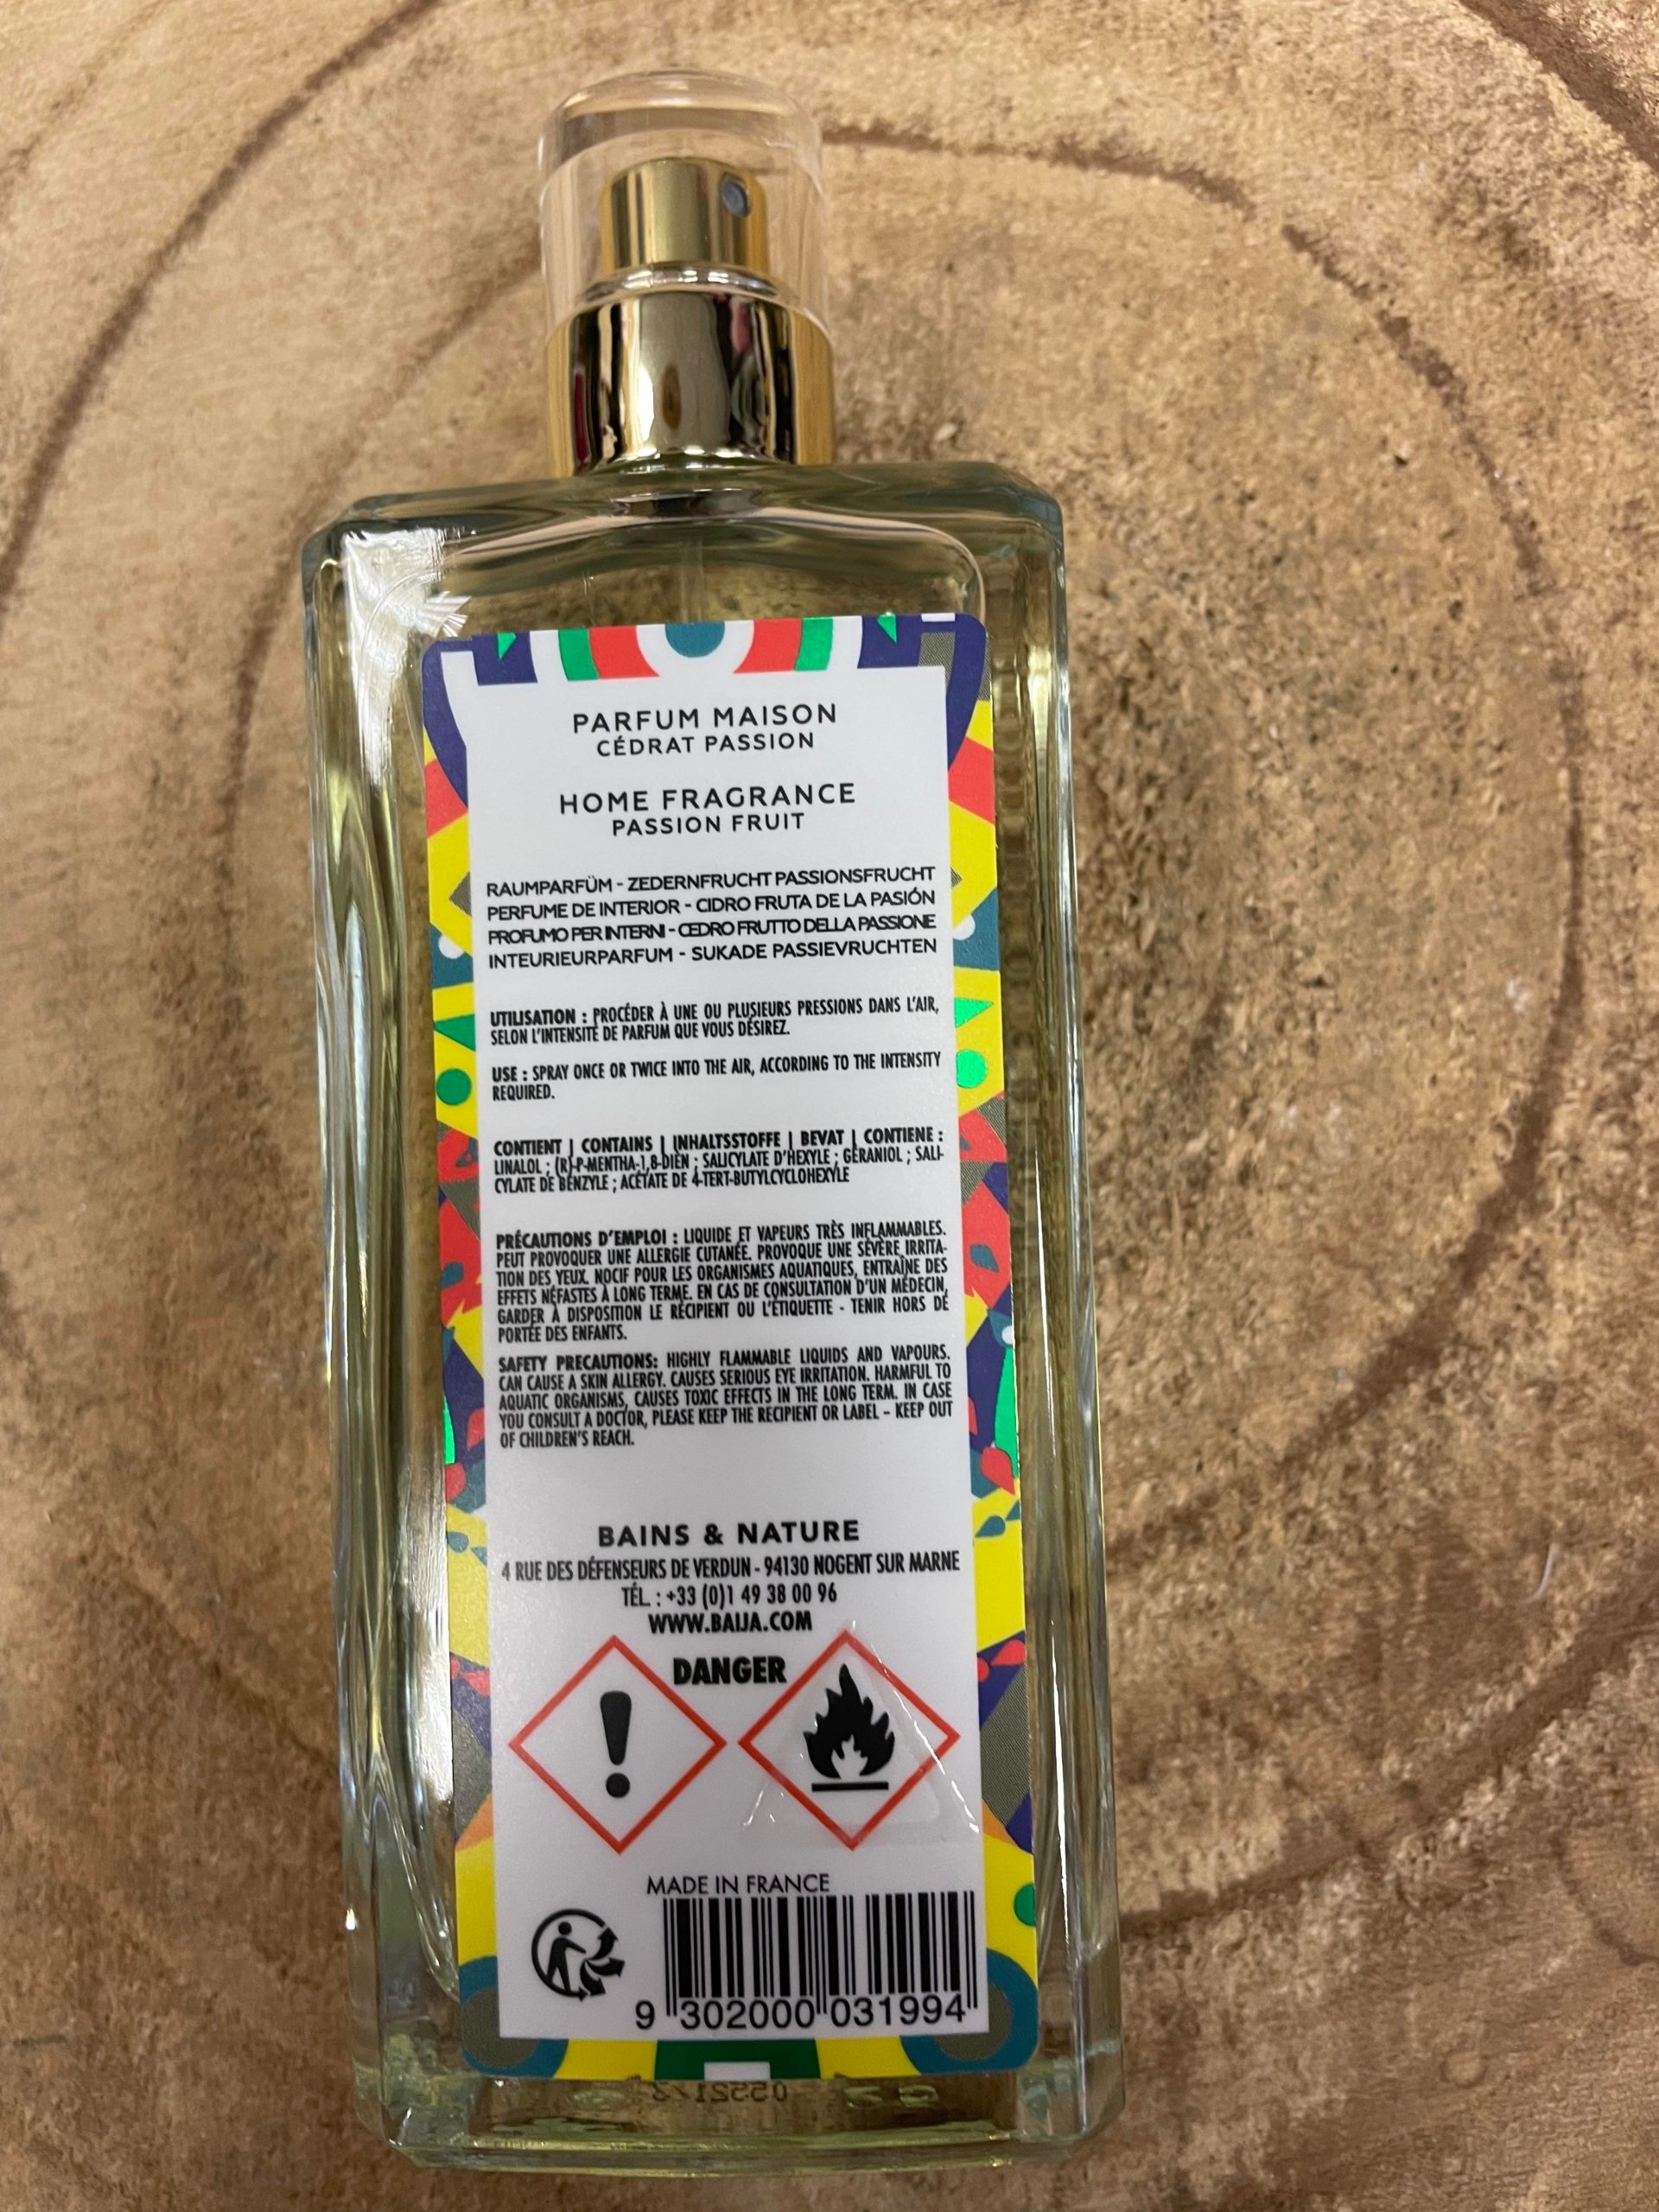 PARFUM MAISON
CÉDRAT PASSION
HOME FRAGRANCE
PASSION FRUIT
RAUMPARFÜM - ZEDERNFRUCHT PASSIONSFRUCHT
PERFUME DE INTERIOR - CIDRO FRUTA DE LA PASIÓN
PROFUMO PER INTERNI - CEDRO FRUTTO DELLA PASSIONE
INTEURIEURPARFUM - SUKADE PASSIEVRUCHTEN
UTILISATION : PROCÉDER À UNE OU PLUSIEURS PRESSIONS DANS L'AIR,
SELON L'INTENSITÉ DE PARFUM QUE VOUS DÉSIREZ.
USE : SPRAY ONCE OR TWICE INTO THE AIR, ACCORDING TO THE INTENSITY
REQUIRED.
CONTIENT | CONTAINS | INHALTSSTOFFE | BEVAT | CONTIENE :
LINALOL ; (R)-P-MENTHA-1,8-DIÈN ; SALICYLATE D'HEXYLE ; GÉRANIOL ; SALI-
CYLATE DE BENZYLE ; ACÉTATE DE 4-TERT-BUTYLCYCLOHEXYLE
PRÉCAUTIONS D'EMPLOI : LIQUIDE ET VAPEURS TRÈS INFLAMMABLES.
PEUT PROVOQUER UNE ALLERGIE CUTANÉE. PROVOQUE UNE SÉVÈRE IRRITA-
TION DES YEUX. NOCIF POUR LES ORGANISMES AQUATIQUES, ENTRAÎNE DES
EFFETS NÉFASTES À LONG TERME. EN CAS DE CONSULTATION D'UN MÉDECIN,
GARDER À DISPOSITION LE RÉCIPIENT OU L'ÉTIQUETTE - TENIR HORS DE
PORTÉE DES ENFANTS.
SAFETY PRECAUTIONS: HIGHLY FLAMMABLE LIQUIDS AND VAPOURS.
CAN CAUSE A SKIN ALLERGY. CAUSES SERIOUS EYE IRRITATION. HARMFUL TO
AQUATIC ORGANISMS, CAUSES TOXIC EFFECTS IN THE LONG TERM. IN CASE
YOU CONSULT A DOCTOR, PLEASE KEEP THE RECIPIENT OR LABEL – KEEP OUT
OF CHILDREN'S REACH.
BAINS & NATURE
4 RUE DES DÉFENSEURS DE VERDUN - 94130 NOGENT SUR MARNE
TÉL. : +33 (0)1 49 38 00 96
WWW.BAIJA.COM
DANGER
MADE IN FRANCE
9 302000 031994